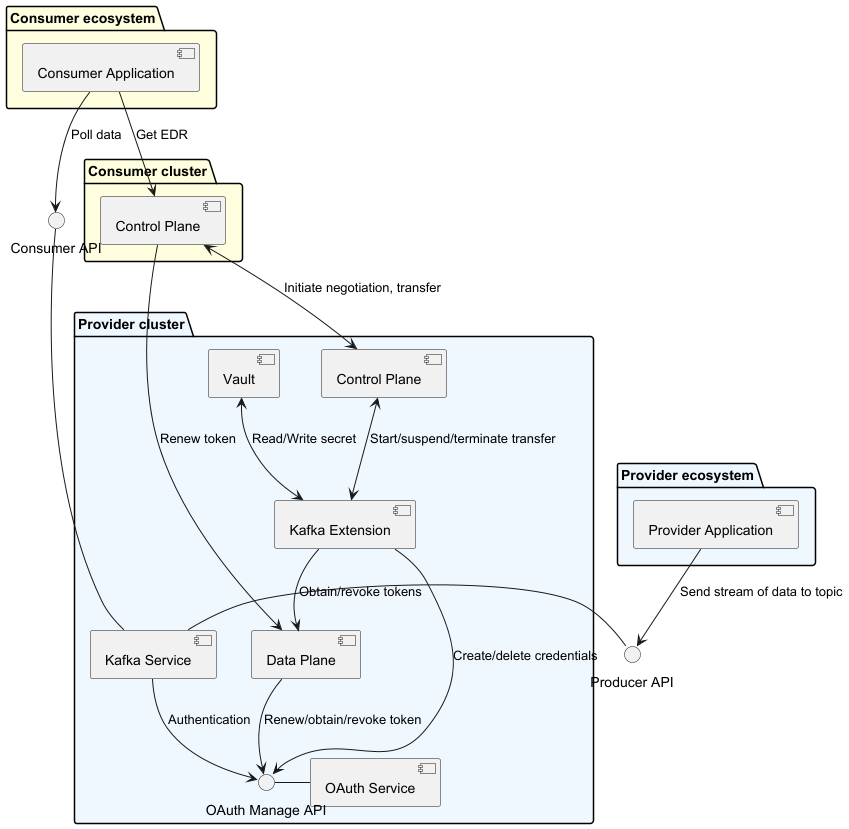 Consumer ecosystem
Consumer Application
Poll data
Get EDR
Consumer cluster
Control Plane
Consumer API
Initiate negotiation, transfer
Provider cluster
Vault
Control Plane
Renew token
Read/Write secret
Start/suspend/terminate transfer
Provider ecosystem
Kafka Extension
Provider Application
Obtain/revoke tokens
Send stream of data to topic
Kafka Service
Data Plane
Create/delete credentials
Producer API
Authentication
Renew/obtain/revoke token
OAuth Service
OAuth Manage API